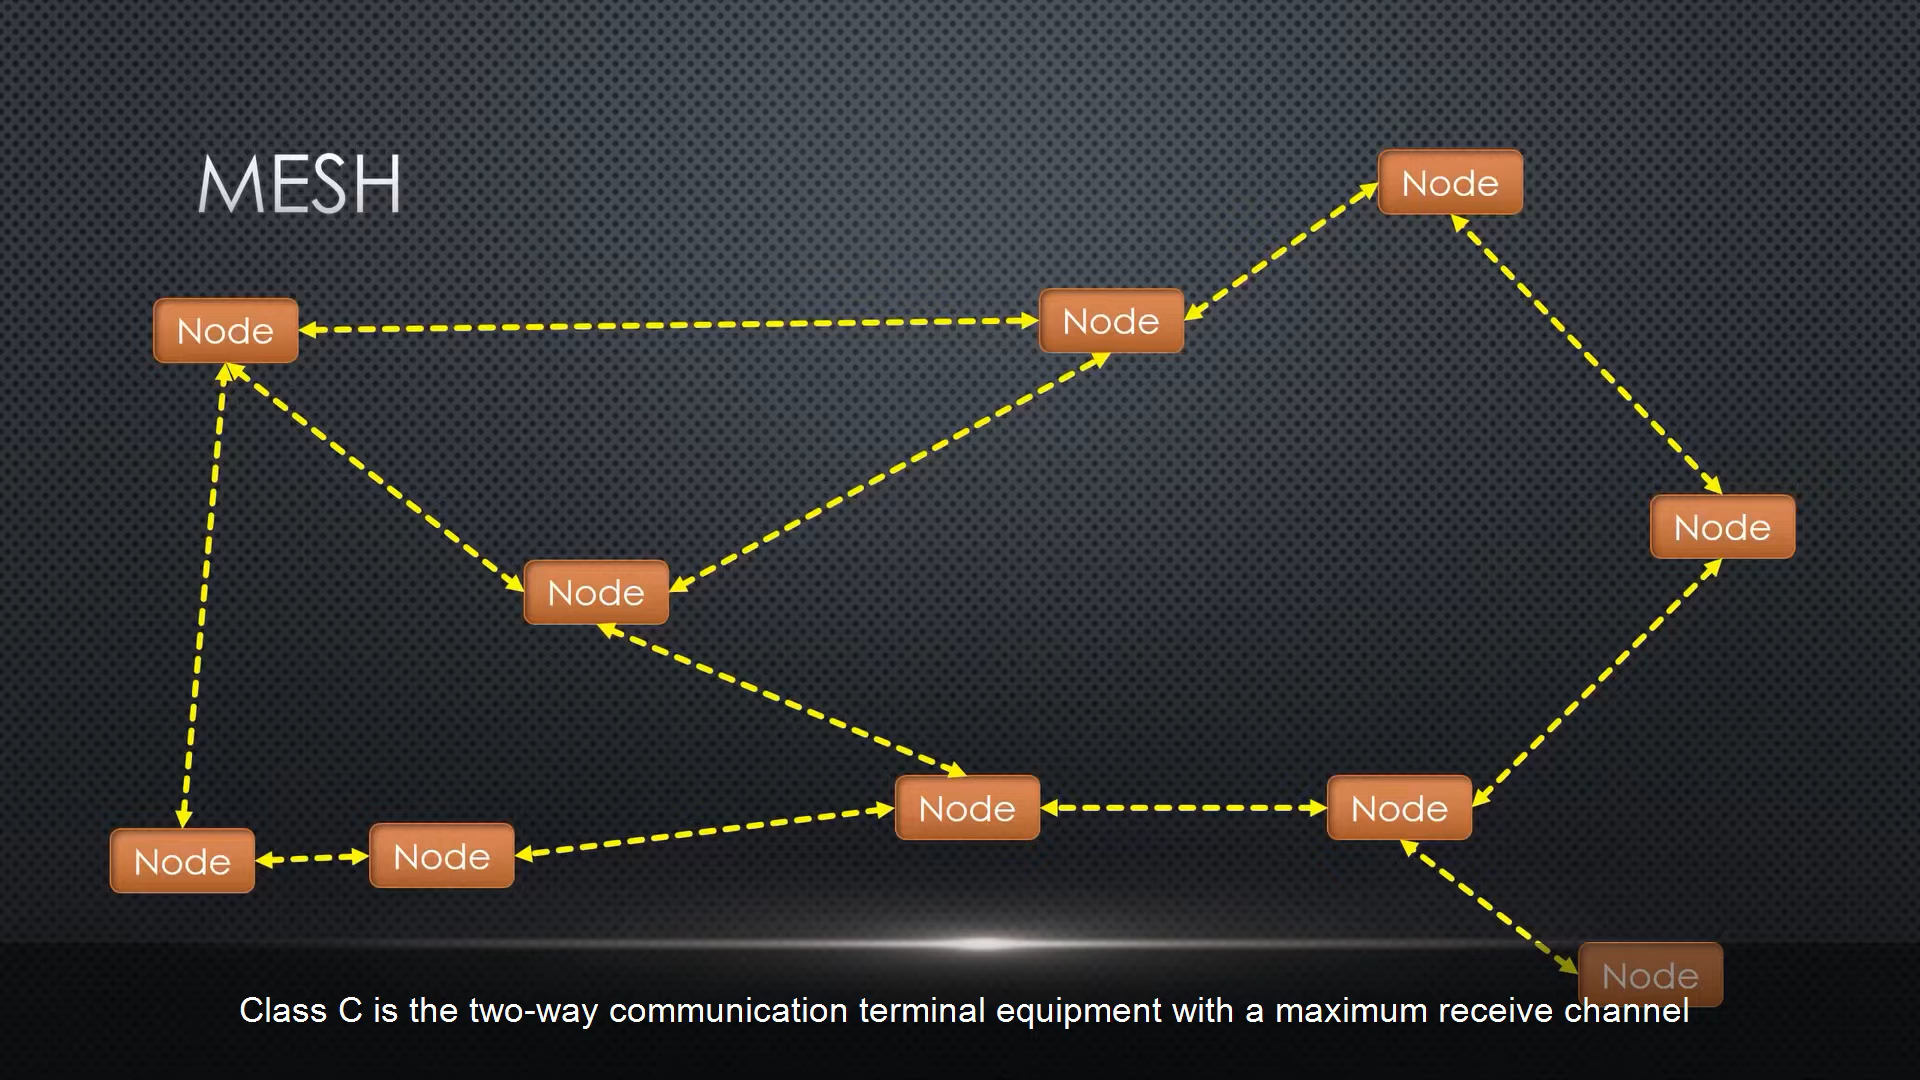 MESH
Node
Node
Node
Node
Node
Node
Node
Node
Node
Node
Class C is the two-way communication terminal equipment with a maximum receive channel